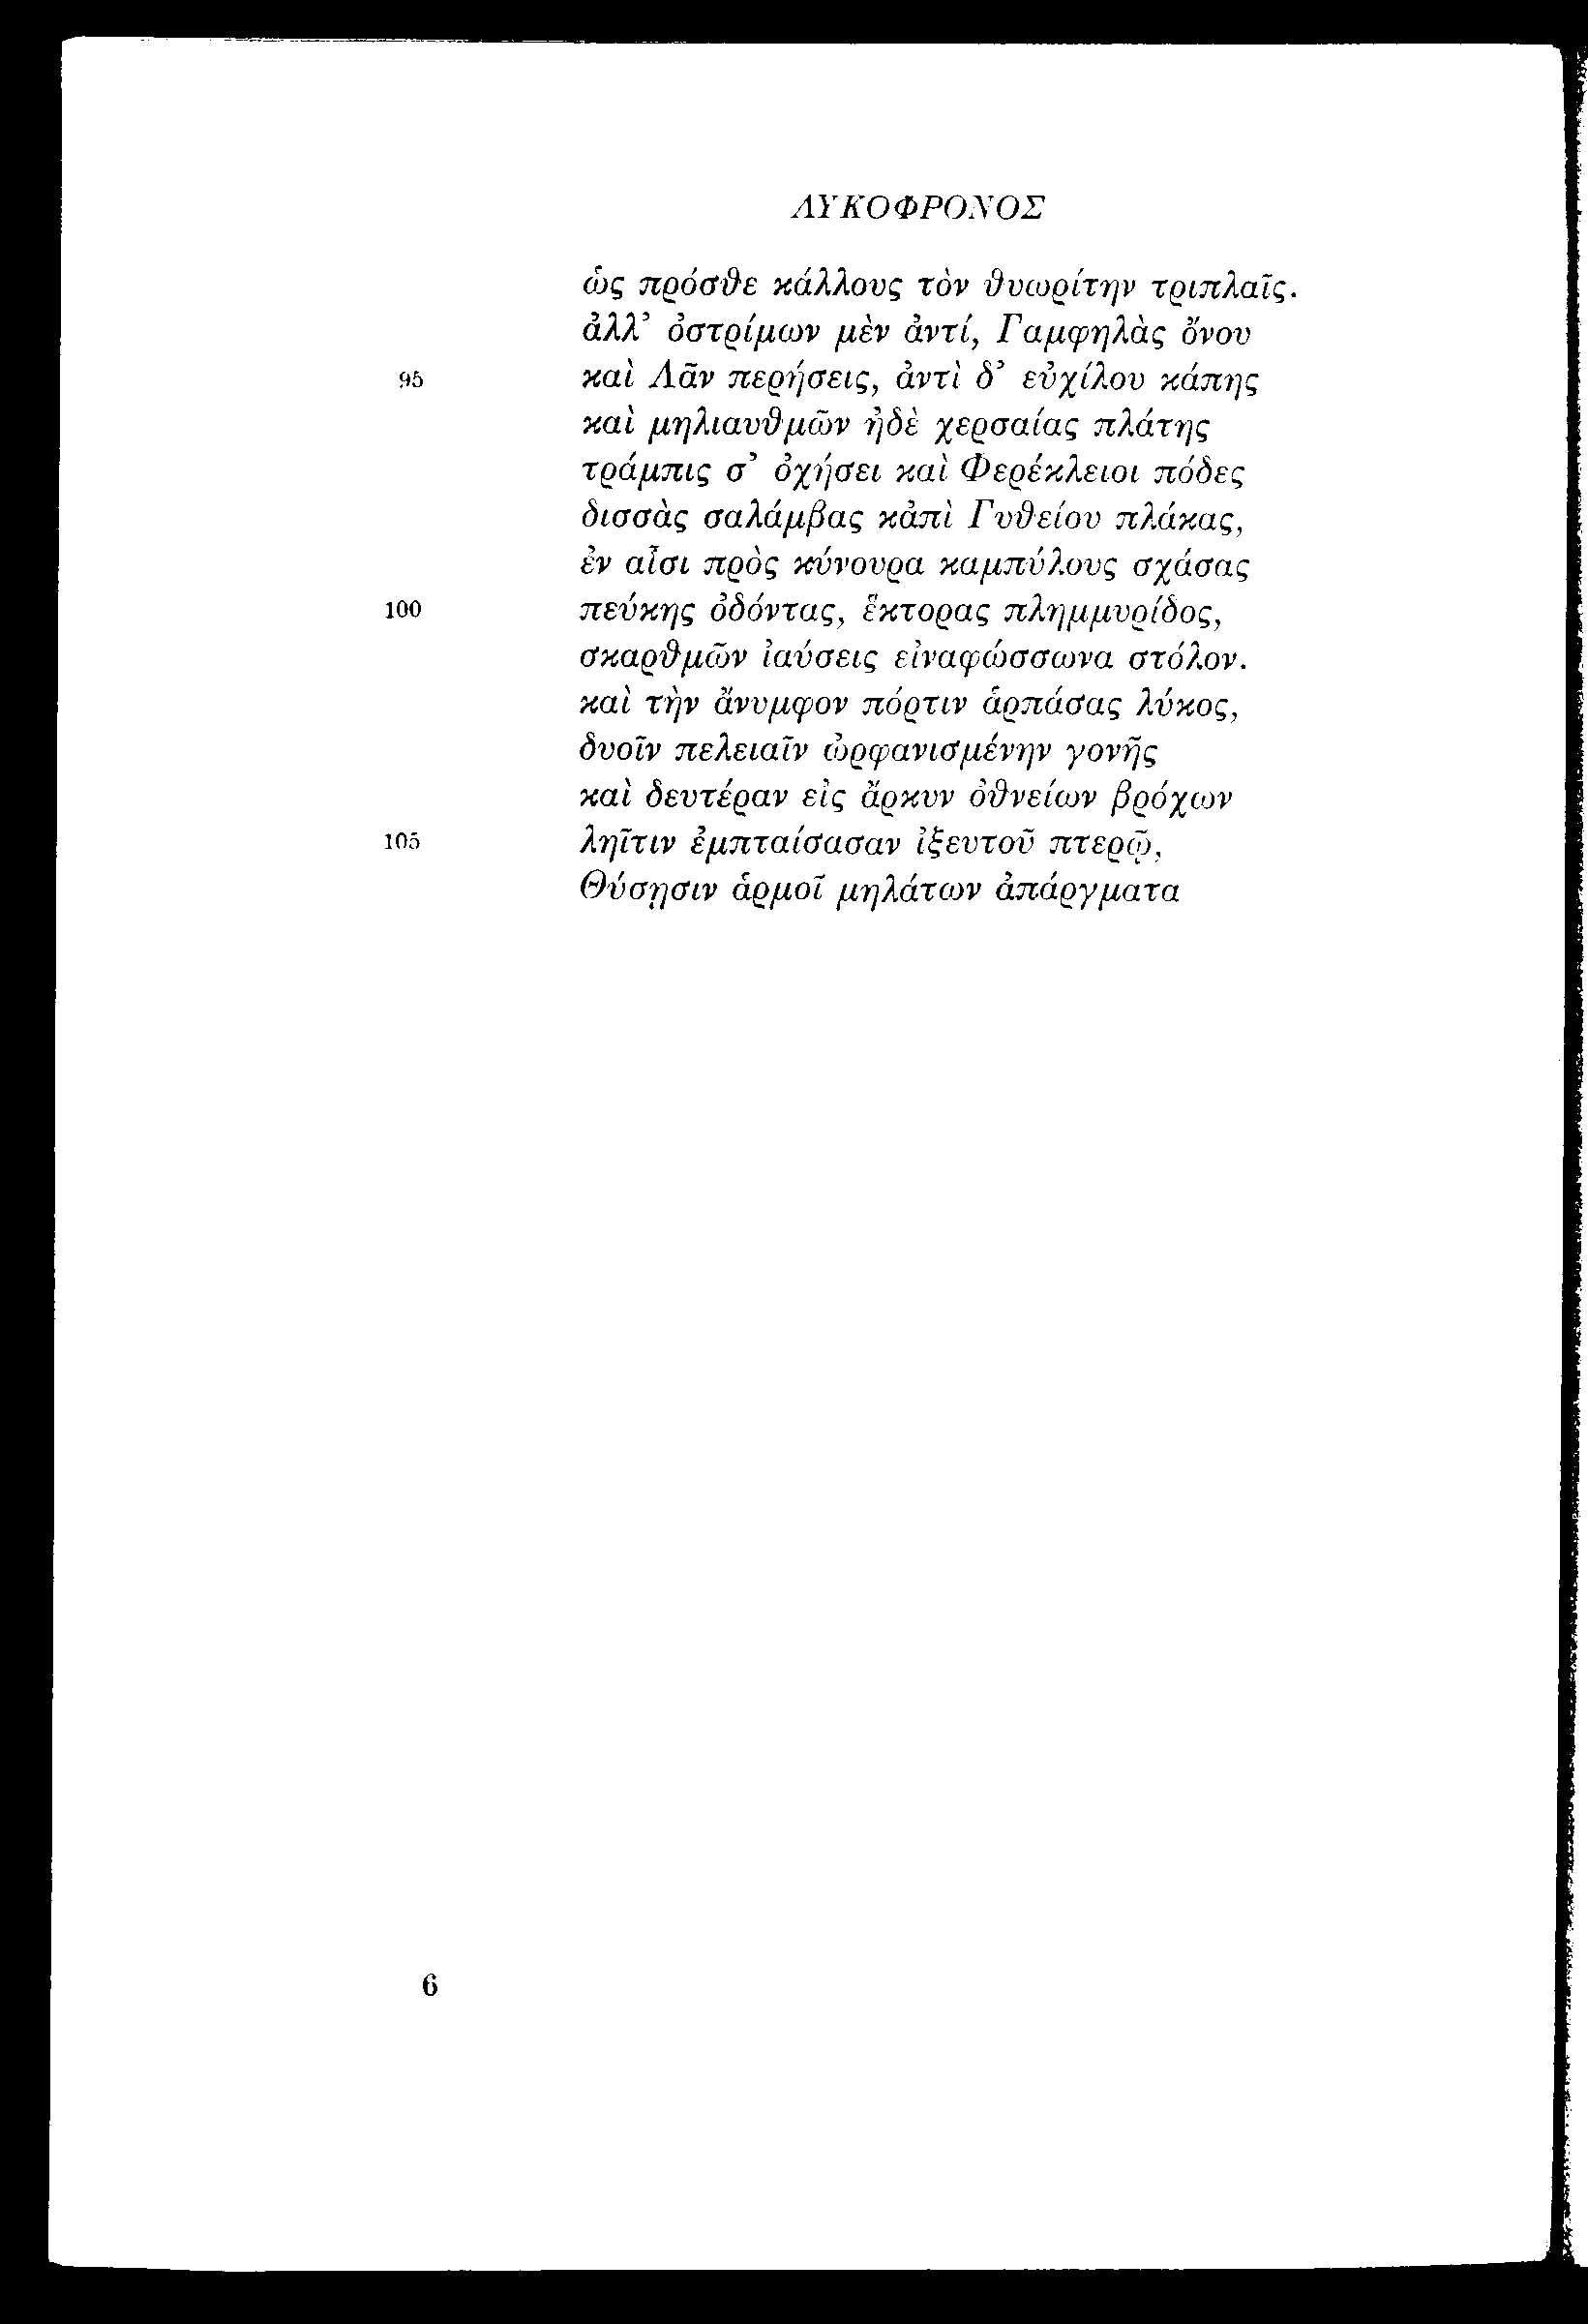 ΛΥΚΟΦΡΟΝΟΣ
ὡς πρόσθε κάλλους τὸν θυωρίτην τριπλαῖς.
ἀλλ’ ὀστρίμων μὲν ἀντί, Γαμφηλὰς ὄνου
95 καὶ Λᾶν περήσεις, ἀντὶ δ’ εὐχίλου κάπης
καὶ μηλιαυθμῶν ἠδὲ χερσαίας πλάτης
τράμπις σ’ ὀχήσει καὶ Φερέκλειοι πόδες
δισσὰς σαλάμβας κἀπὶ Γυθείου πλάκας,
ἐν αἷσι πρὸς κύνουρα καμπύλους σχάσας
100 πεύκης ὀδόντας, ἕκτορας πλημμυρίδος,
σκαρθμῶν ἰαύσεις εἰναφώσσωνα στόλον.
καὶ τὴν ἄνυμφον πόρτιν ἁρπάσας λύκος,
δυοῖν πελειαῖν ὠρφανισμένην γονῆς
καὶ δευτέραν εἰς ἄρκυν ὀθνείων βρόχων
105 ληῖτιν ἐμπταίσασαν ἰξευτοῦ πτερῷ,
Θύσῃσιν ἁρμοῖ μηλάτων ἀπάργματα
6